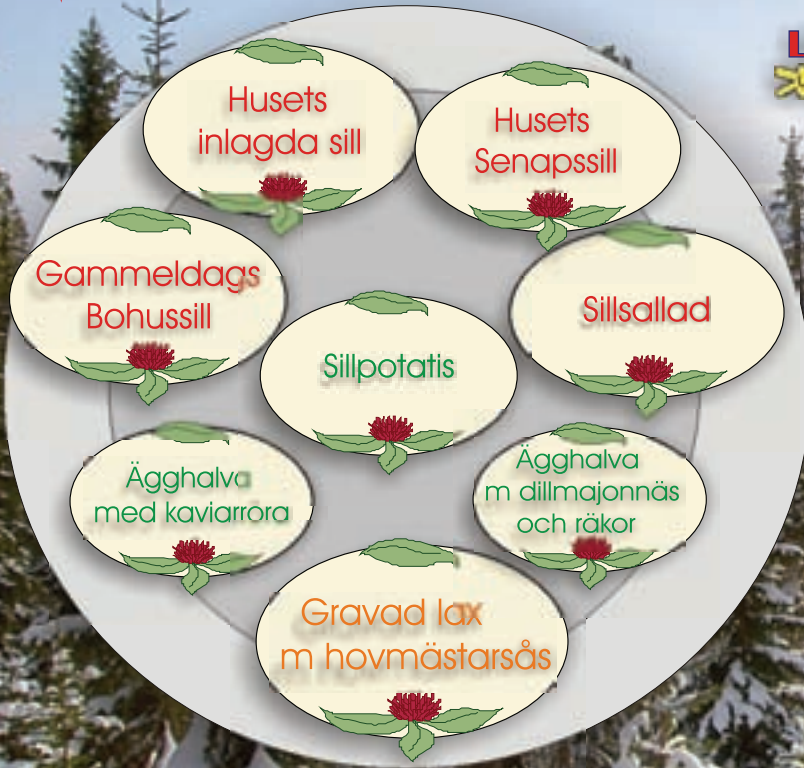 Husets
inlagda sill
Husets
Senapssill
Gammeldags
Bohussill
Sillsallad
Sillpotatis
Ägghalva
med kaviarröra
Ägghalva
m dillmajonnäs
och räkor
Gravad lax
m hovmästarsås